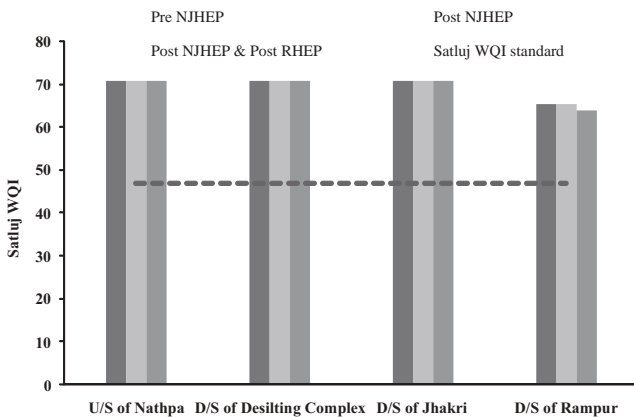 Pre NJHEP Post NJHEP
Post NJHEP & Post RHEP Satluj WQI standard
80
70
60
50
40
30
20
10
0
Satluj WQI
U/S of Nathpa D/S of Desilting Complex D/S of Jhakri D/S of Rampur